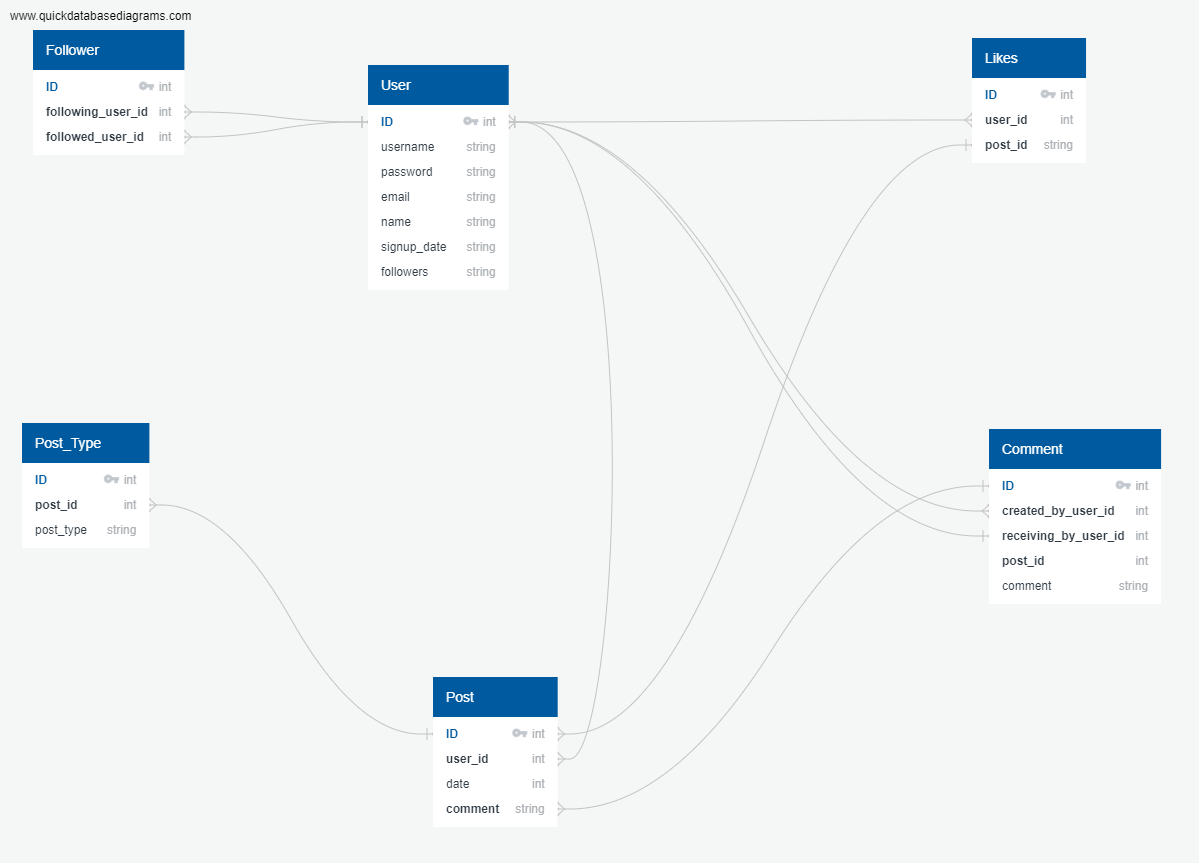 www.quickdatabasediagrams.com
Follower
ID int
following_user_id int
followed_user_id int
User
ID int
username string
password string
email string
name string
signup_date string
followers string
Likes
ID int
user_id int
post_id string
Post_Type
ID int
post_id int
post_type string
Comment
ID int
created_by_user_id int
receiving_by_user_id int
post_id int
comment string
Post
ID int
user_id int
date int
comment string